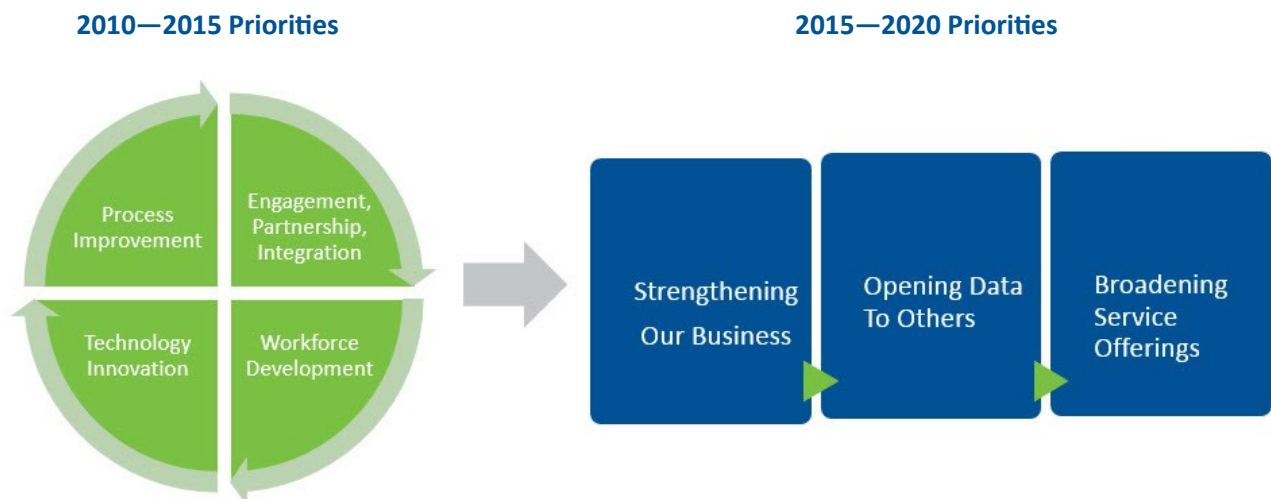 2010—2015 Priorities
2015—2020 Priorities
Process
Improvement
Engagement,
Partnership,
Integration
Technology
Innovation
Workforce
Development
Strengthening
Our Business
Opening Data
To Others
Broadening
Service
Offerings